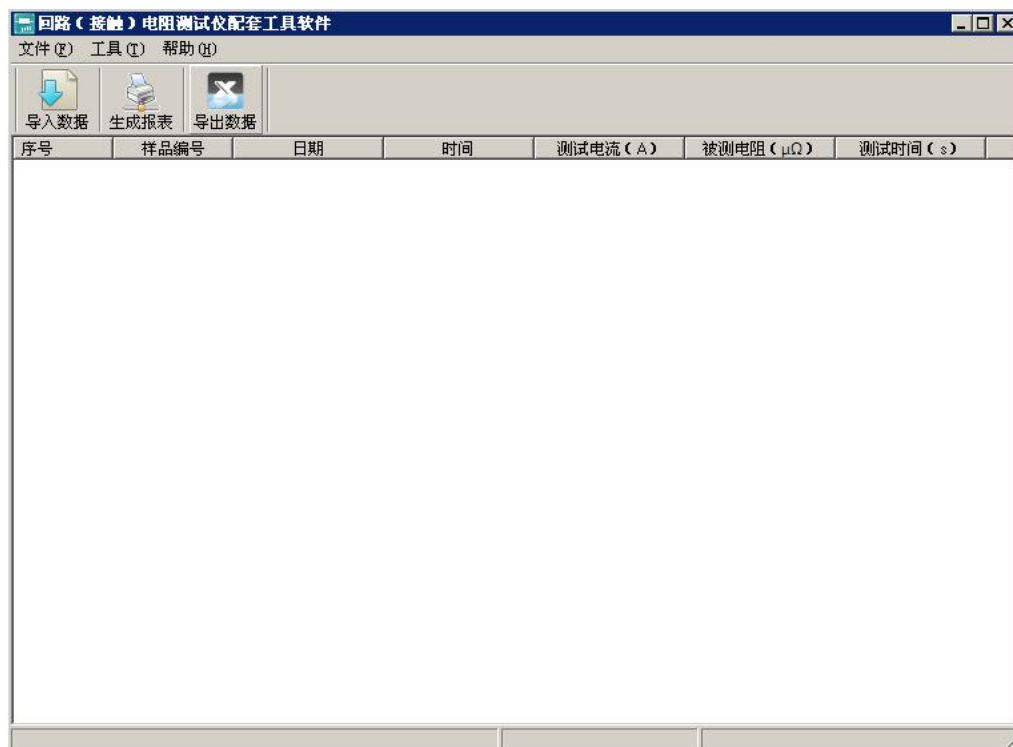 回路（接触）电阻测试仪配套工具软件
文件(F) 工具(T) 帮助(H)
导入数据 生成报表 导出数据
序号 样品编号 日期 时间 测试电流（A） 被测电阻（μΩ） 测试时间（s）